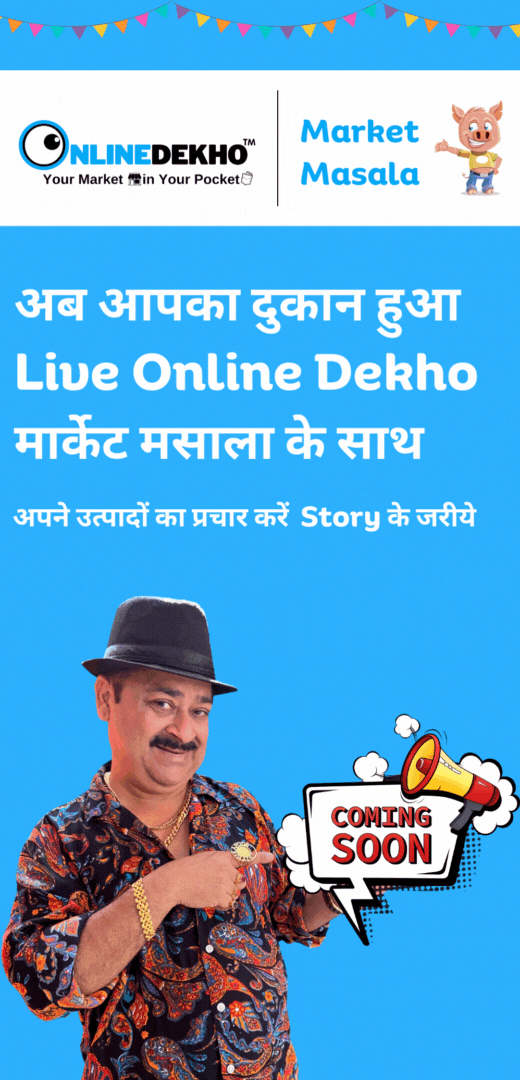 ONLINEDEKHO™
Your Market in Your Pocket
Market
Masala
अब आपका दुकान हुआ
Live Online Dekho
मार्केट मसाला के साथ
अपने उत्पादों का प्रचार करें Story के जरीये
COMING
SOON